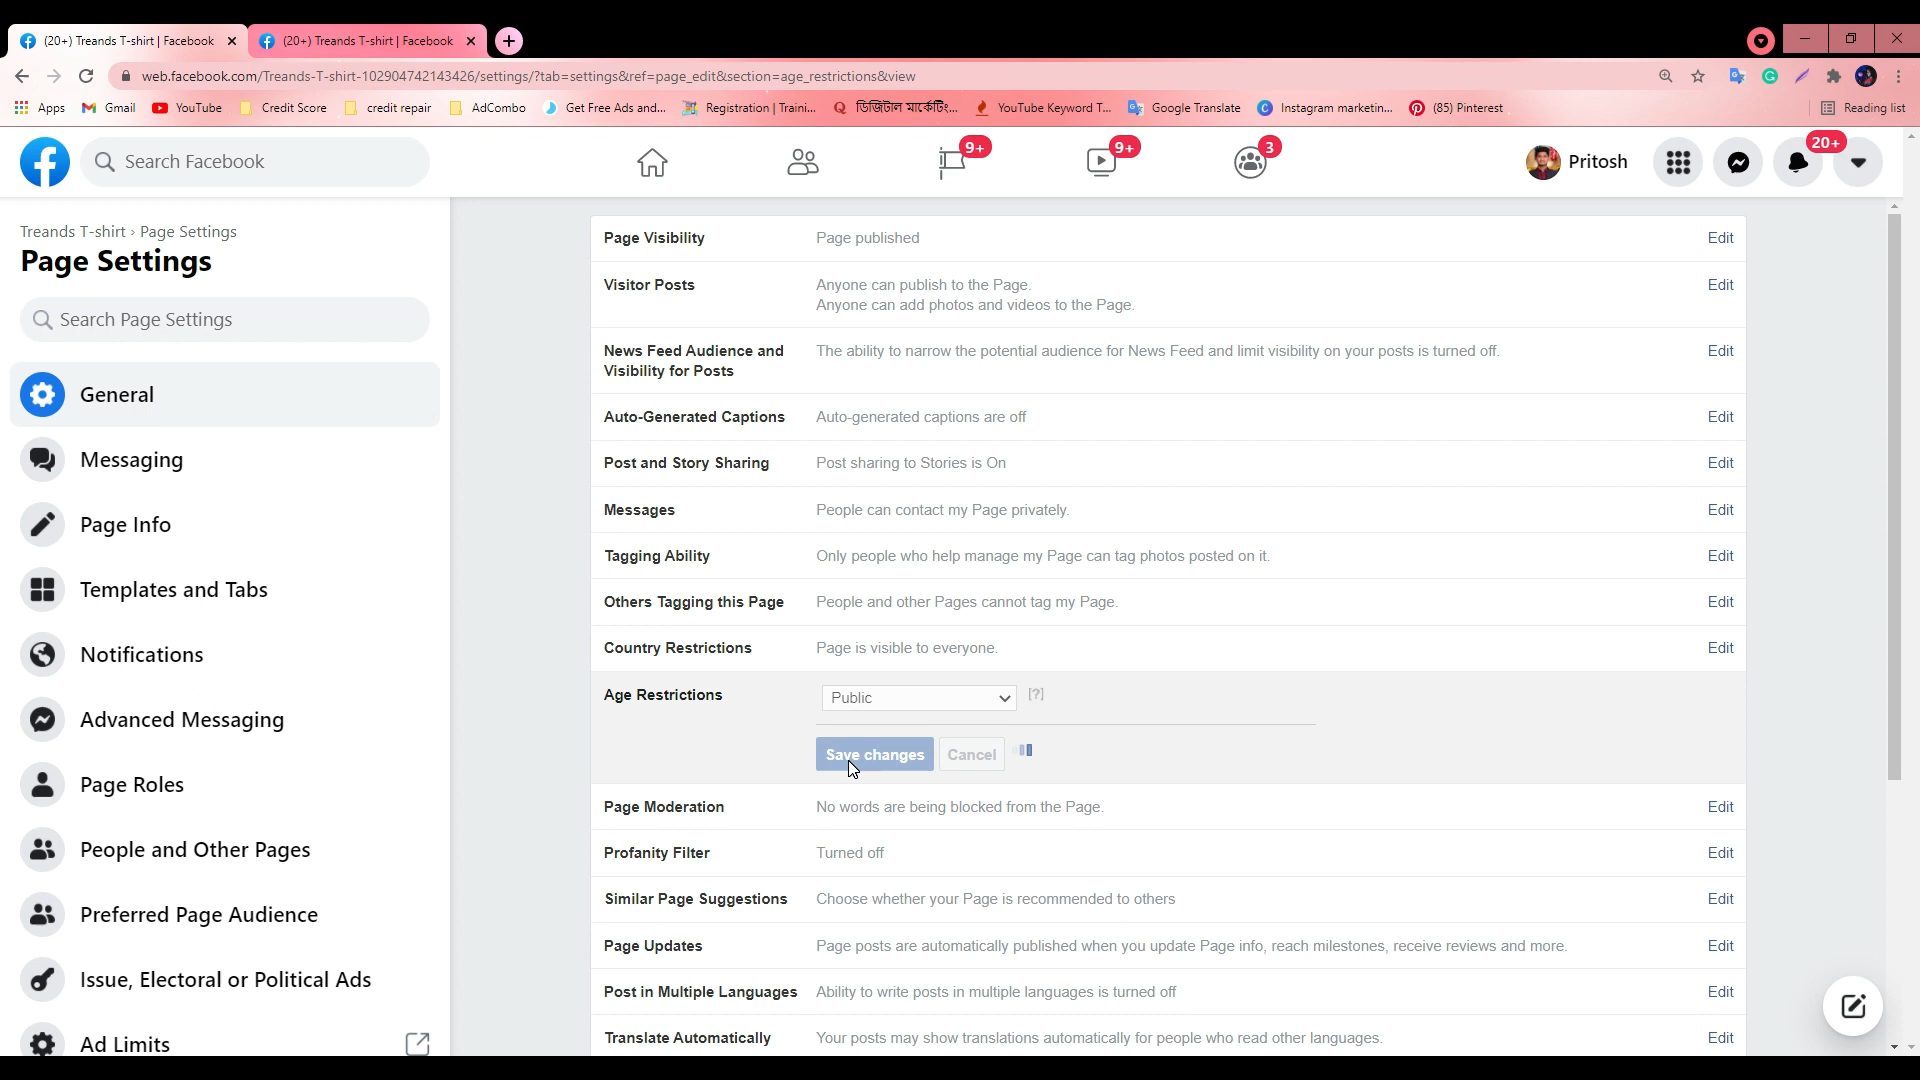 (20+) Treands T-shirt | Facebook
(20+) Treands T-shirt | Facebook
web.facebook.com/Treands-T-shirt-102904742143426/settings/?tab=settings&ref=page_edit&section=age_restrictions&view
Apps
Gmail
YouTube
Credit Score
credit repair
AdCombo
Get Free Ads and...
Registration | Traini...
ডিজিটাল মার্কেটিং...
YouTube Keyword T...
Google Translate
Instagram marketin...
(85) Pinterest
Reading list
Search Facebook
9+
9+
3
Pritosh
20+
Treands T-shirt › Page Settings
Page Settings
Search Page Settings
General
Messaging
Page Info
Templates and Tabs
Notifications
Advanced Messaging
Page Roles
People and Other Pages
Preferred Page Audience
Issue, Electoral or Political Ads
Ad Limits
Page Visibility Page published Edit
Visitor Posts Anyone can publish to the Page. Edit
Anyone can add photos and videos to the Page.
News Feed Audience and The ability to narrow the potential audience for News Feed and limit visibility on your posts is turned off. Edit
Visibility for Posts
Auto-Generated Captions Auto-generated captions are off Edit
Post and Story Sharing Post sharing to Stories is On Edit
Messages People can contact my Page privately. Edit
Tagging Ability Only people who help manage my Page can tag photos posted on it. Edit
Others Tagging this Page People and other Pages cannot tag my Page. Edit
Country Restrictions Page is visible to everyone. Edit
Age Restrictions Public [?]
Save changes Cancel
Page Moderation No words are being blocked from the Page. Edit
Profanity Filter Turned off Edit
Similar Page Suggestions Choose whether your Page is recommended to others Edit
Page Updates Page posts are automatically published when you update Page info, reach milestones, receive reviews and more. Edit
Post in Multiple Languages Ability to write posts in multiple languages is turned off Edit
Translate Automatically Your posts may show translations automatically for people who read other languages. Edit